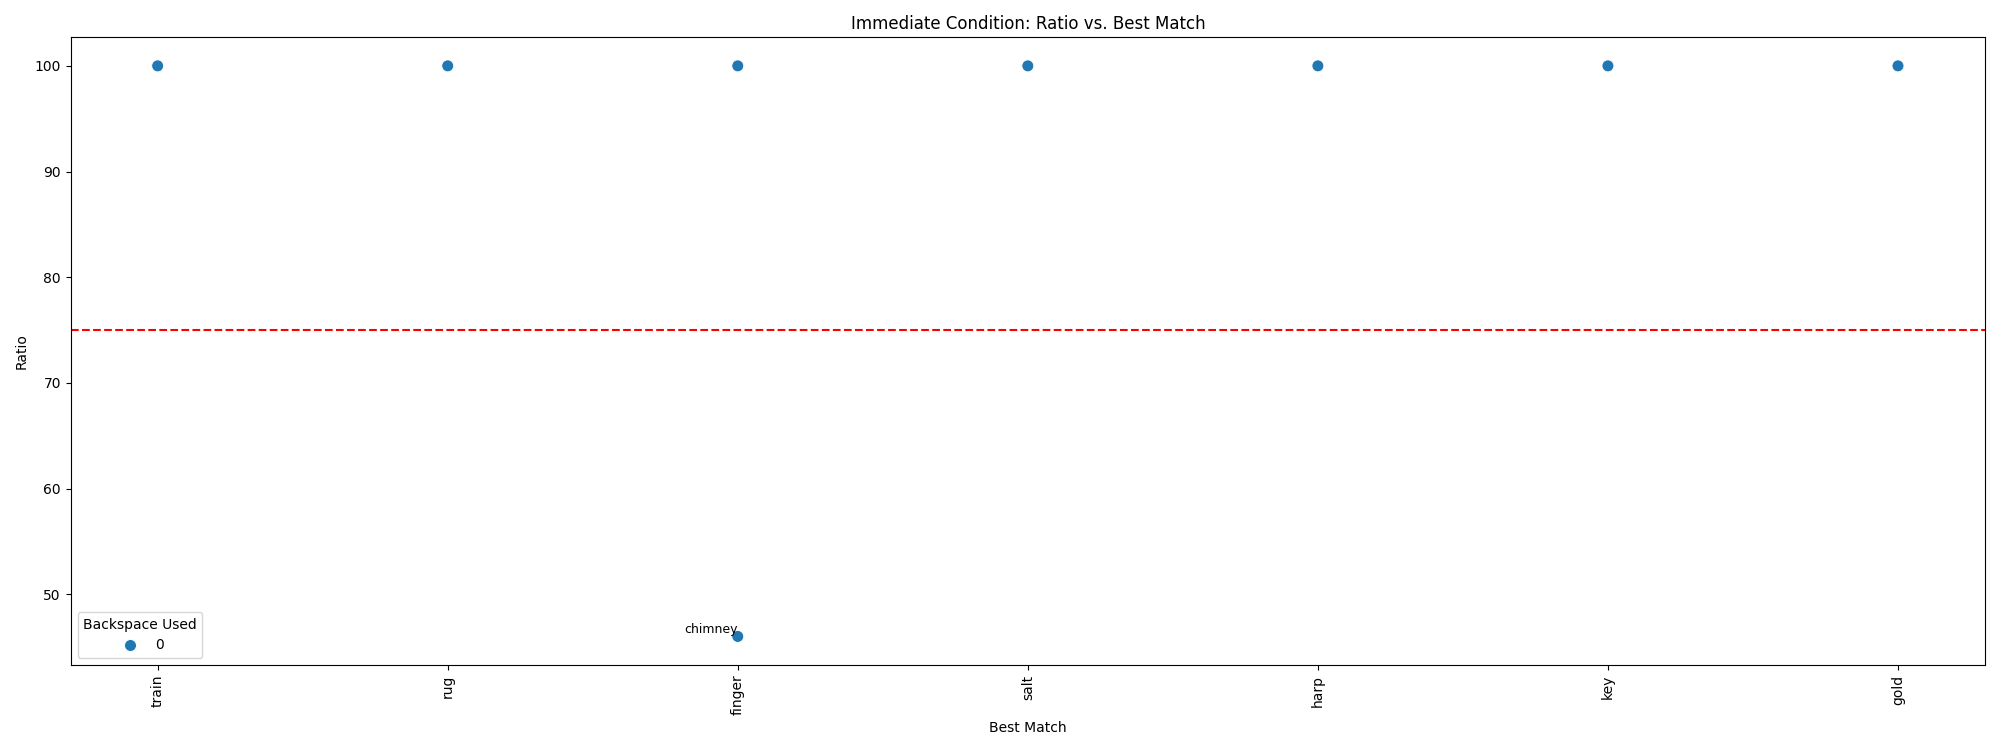 Immediate Condition: Ratio vs. Best Match
Ratio
100
90
80
70
60
50
chimney
Backspace Used
0
train
rug
finger
salt
harp
key
gold
Best Match